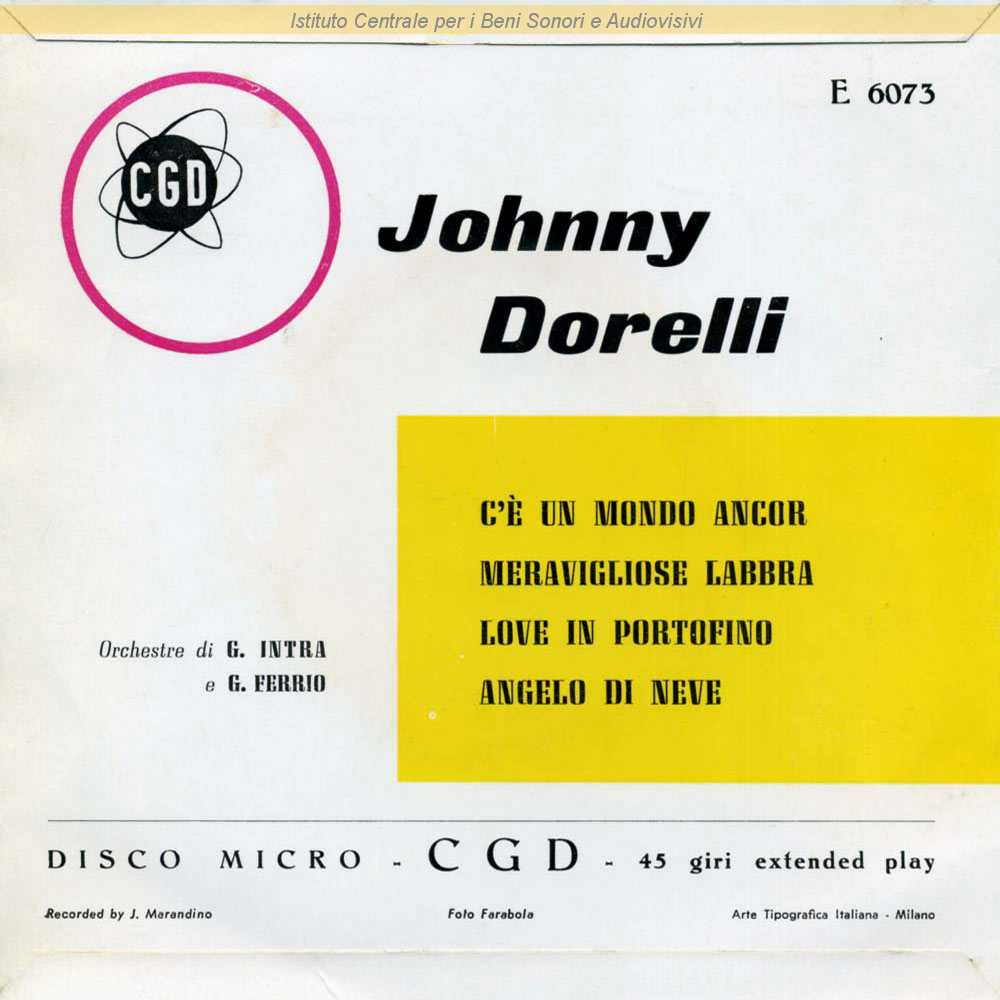 Istituto Centrale per i Beni Sonori e Audiovisivi
E 6073
CGD
Johnny
Dorelli
C'È UN MONDO ANCOR
MERAVIGLIOSE LABBRA
LOVE IN PORTOFINO
ANGELO DI NEVE
Orchestre di G. INTRA
e G. FERRIO
DISCO MICRO - CGD - 45 giri extended play
Recorded by J. Marandino Foto Farabola Arte Tipografica Italiana - Milano